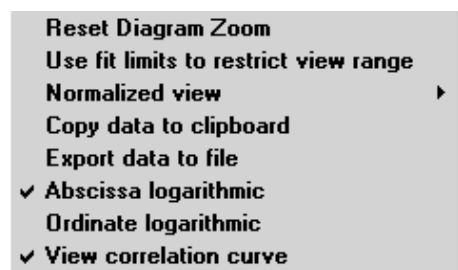 Reset Diagram Zoom
Use fit limits to restrict view range
Normalized view
Copy data to clipboard
Export data to file
Abscissa logarithmic
Ordinate logarithmic
View correlation curve